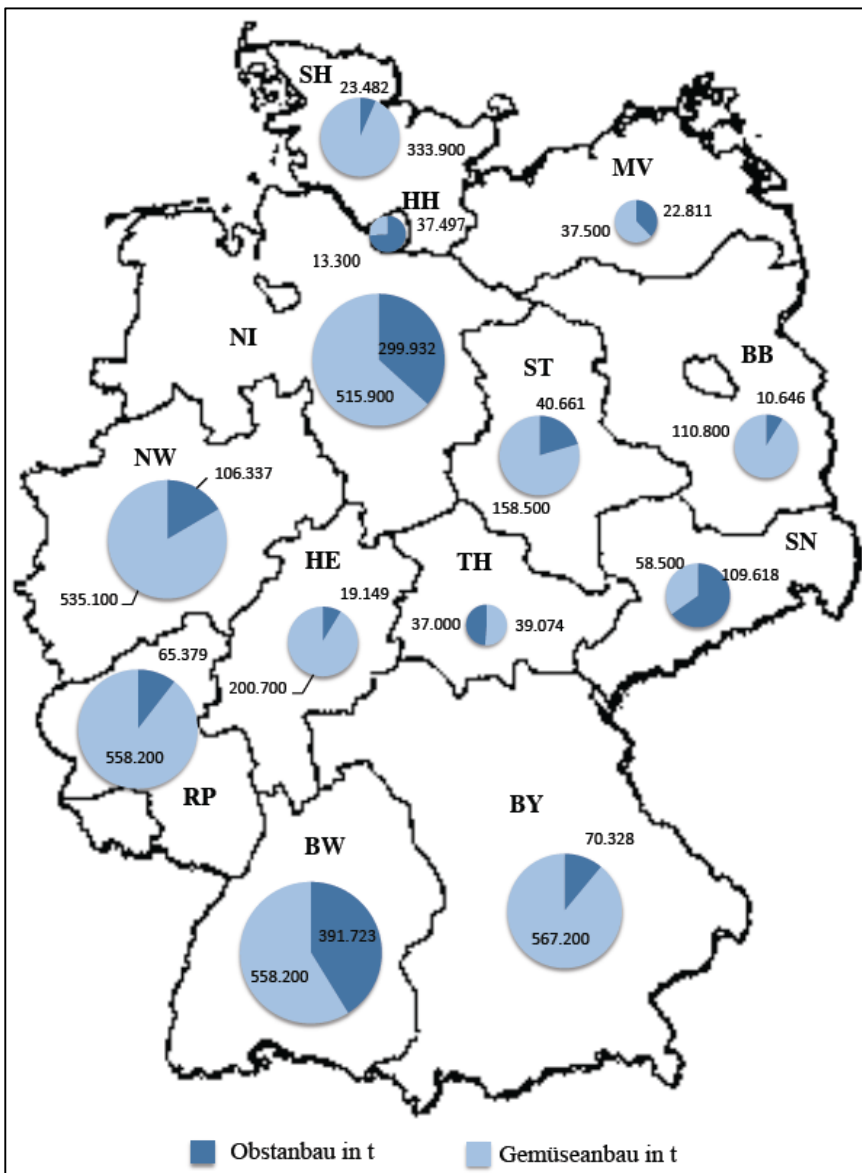 SH
23.482
333.900
MV
22.811
37.500
HH
37.497
13.300
NI
299.932
515.900
ST
40.661
158.500
BB
10.646
110.800
NW
106.337
535.100
HE
19.149
200.700
TH
37.000
39.074
SN
58.500
109.618
65.379
558.200
RP
BW
391.723
558.200
BY
70.328
567.200
Obstanbau in t
Gemüseanbau in t